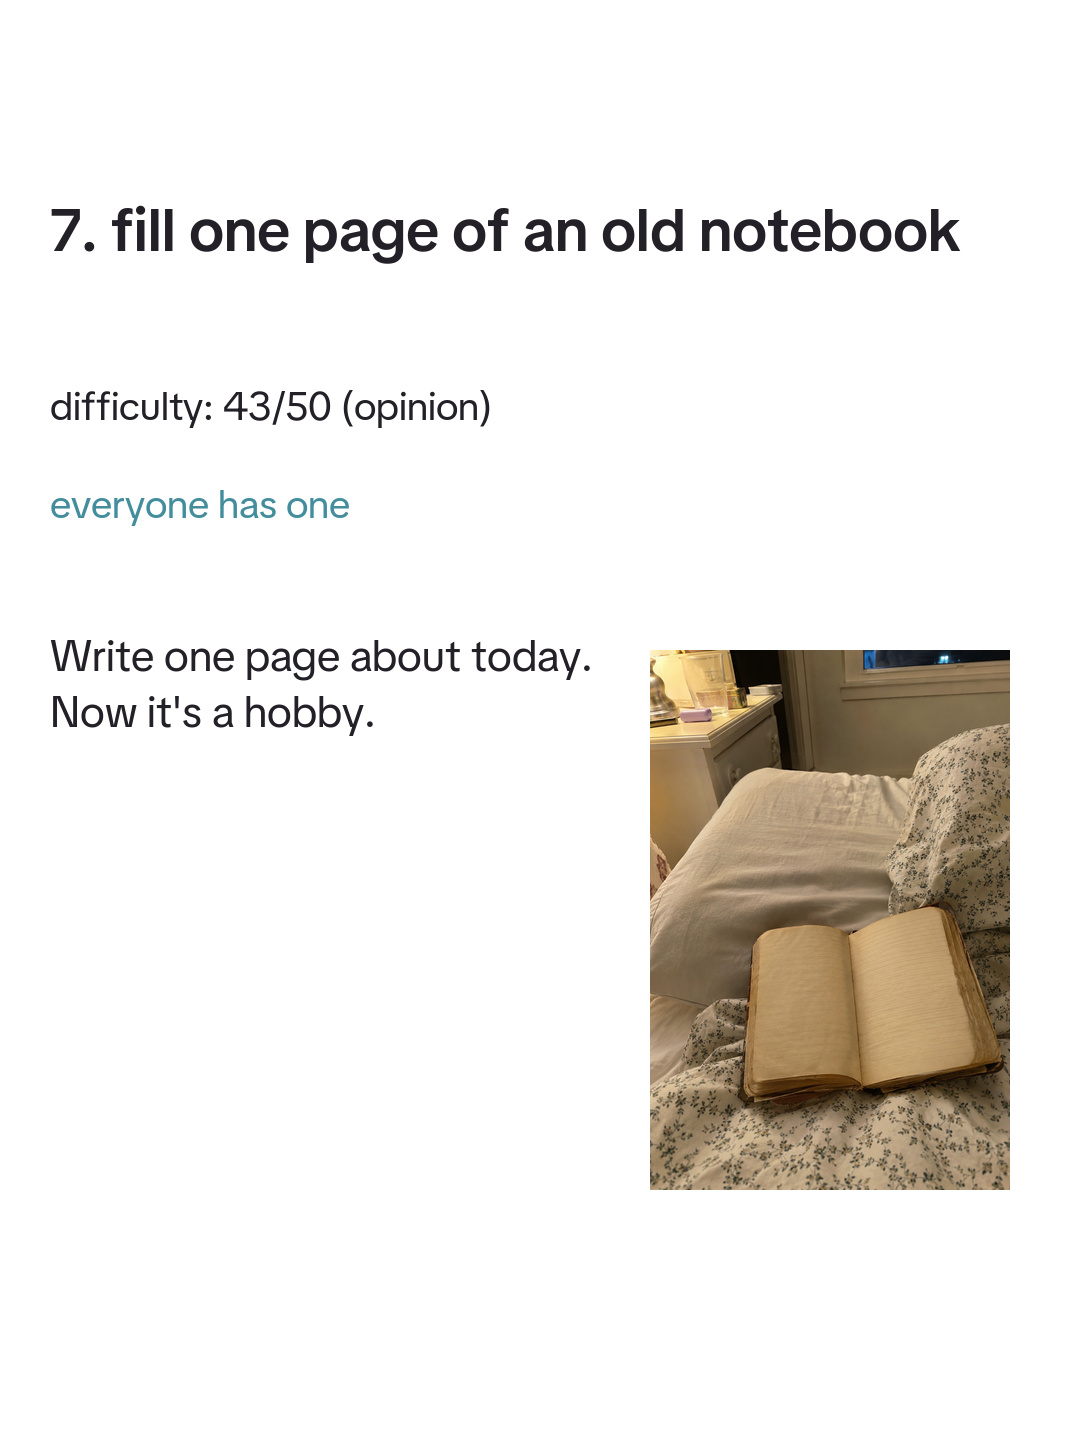 7. fill one page of an old notebook
difficulty: 43/50 (opinion)
everyone has one
Write one page about today.
Now it's a hobby.